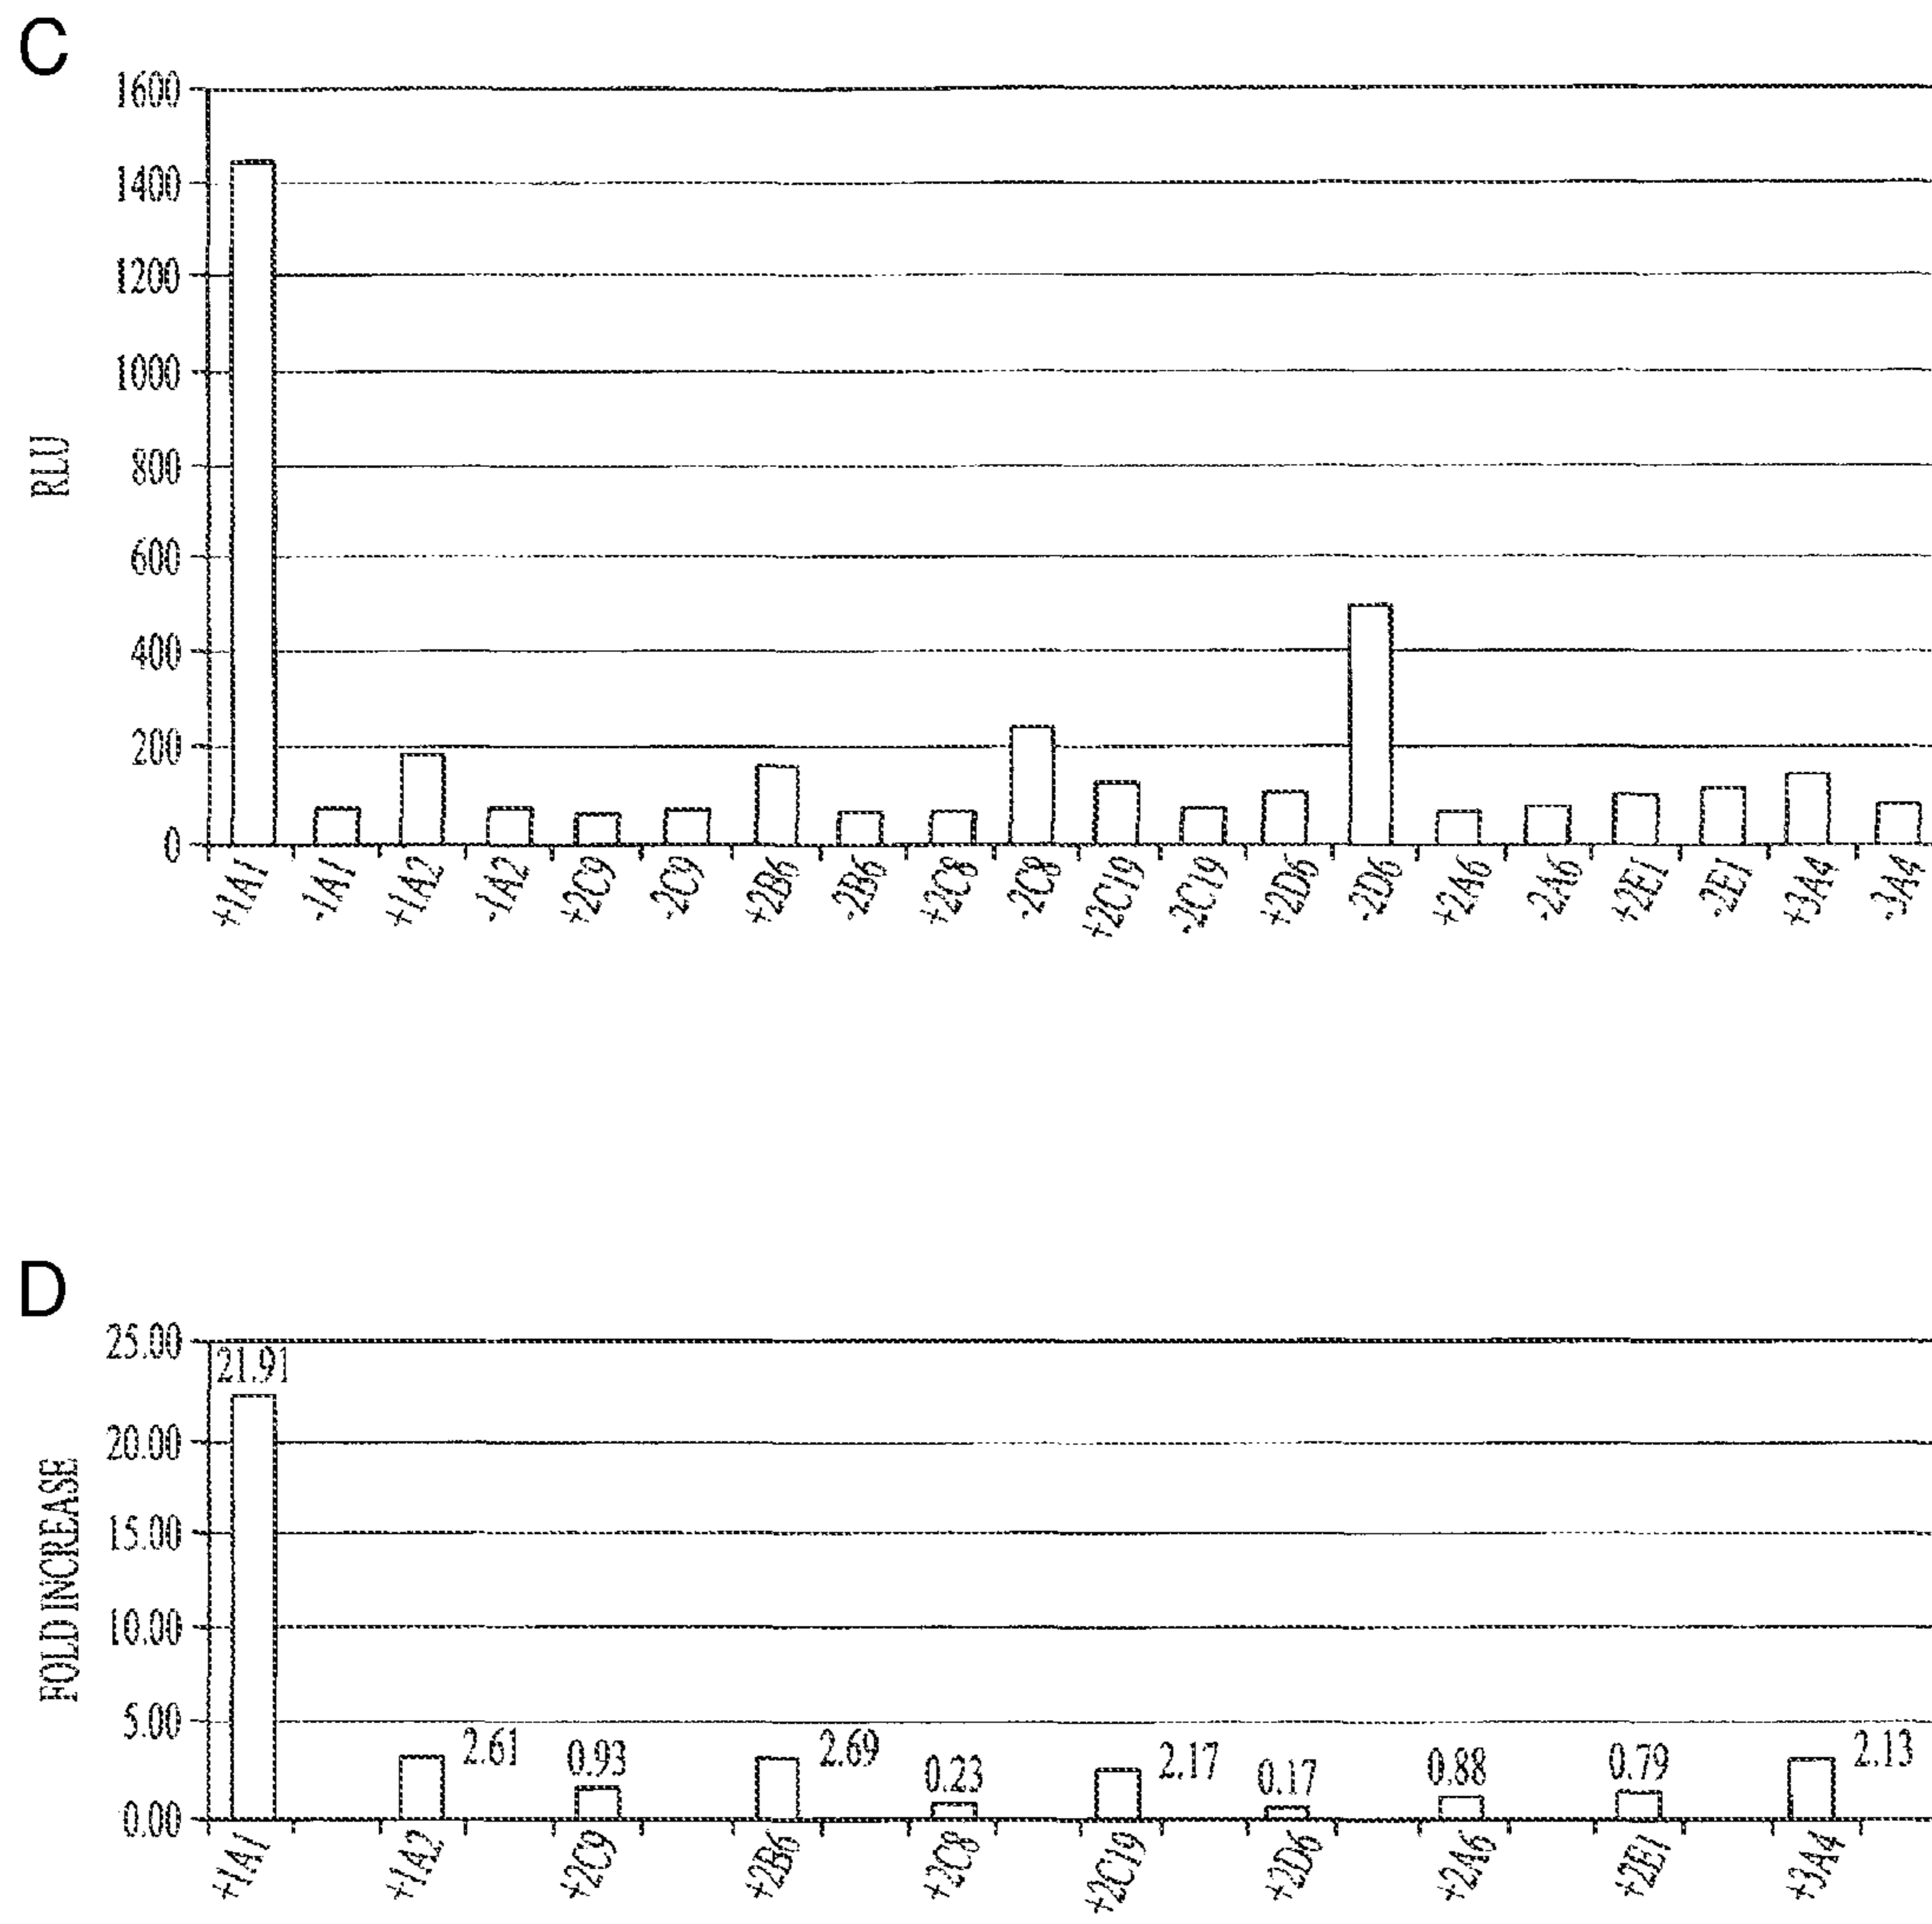 C
1600
1400
1200
1000
800
600
400
200
0
RLU
+1A1 -1A1 +1A2 -1A2 +2C9 -2C9 +2B6 -2B6 +2C8 -2C8 +2C19 -2C19 +2D6 -2D6 +2A6 -2A6 +2E1 -2E1 +3A4 -3A4
D
25.00
20.00
15.00
10.00
5.00
0.00
FOLD INCREASE
21.91
2.61 0.93 2.69 0.23 2.17 0.17 0.88 0.79 2.13
+1A1 +1A2 +2C9 +2B6 +2C8 +2C19 +2D6 +2A6 +2E1 +3A4